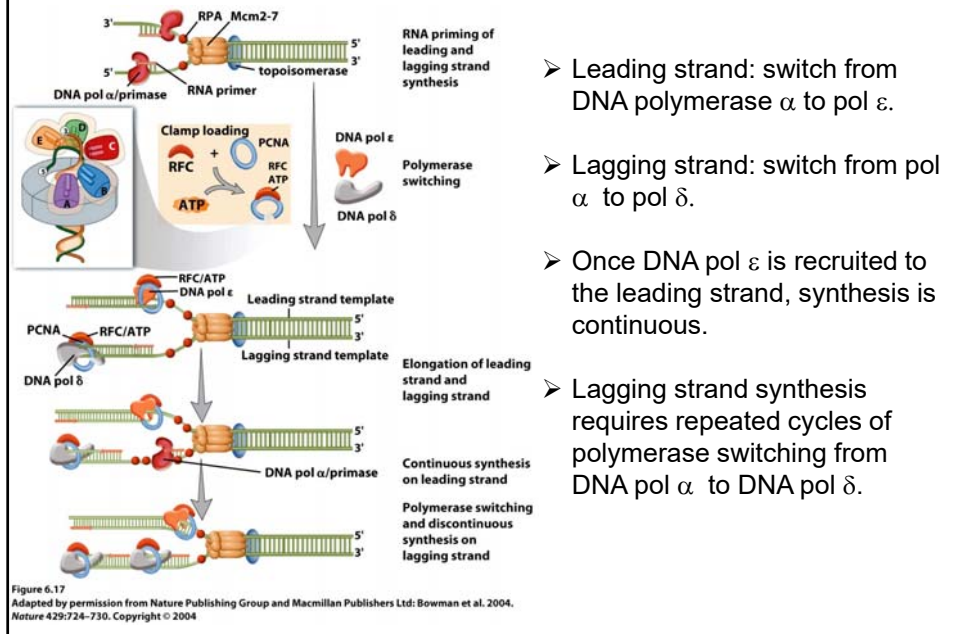 RPA Mcm2-7
3'
5'
3'
5'
topoisomerase
DNA pol α/primase
RNA primer
RNA priming of
leading and
lagging strand
synthesis
E
D
C
B
A
Clamp loading
RFC
+
PCNA
RFC
ATP
ATP
DNA pol ε
DNA pol δ
Polymerase
switching
RFC/ATP
DNA pol ε
Leading strand template
5'
3'
PCNA
RFC/ATP
Lagging strand template
DNA pol δ
Elongation of leading
strand and
lagging strand
5'
3'
DNA pol α/primase
Continuous synthesis
on leading strand
Polymerase switching
and discontinuous
synthesis on
lagging strand
5'
3'
Figure 6.17
Adapted by permission from Nature Publishing Group and Macmillan Publishers Ltd: Bowman et al. 2004.
Nature 429:724–730. Copyright © 2004
➢ Leading strand: switch from
DNA polymerase α to pol ε.
➢ Lagging strand: switch from pol
α to pol δ.
➢ Once DNA pol ε is recruited to
the leading strand, synthesis is
continuous.
➢ Lagging strand synthesis
requires repeated cycles of
polymerase switching from
DNA pol α to DNA pol δ.